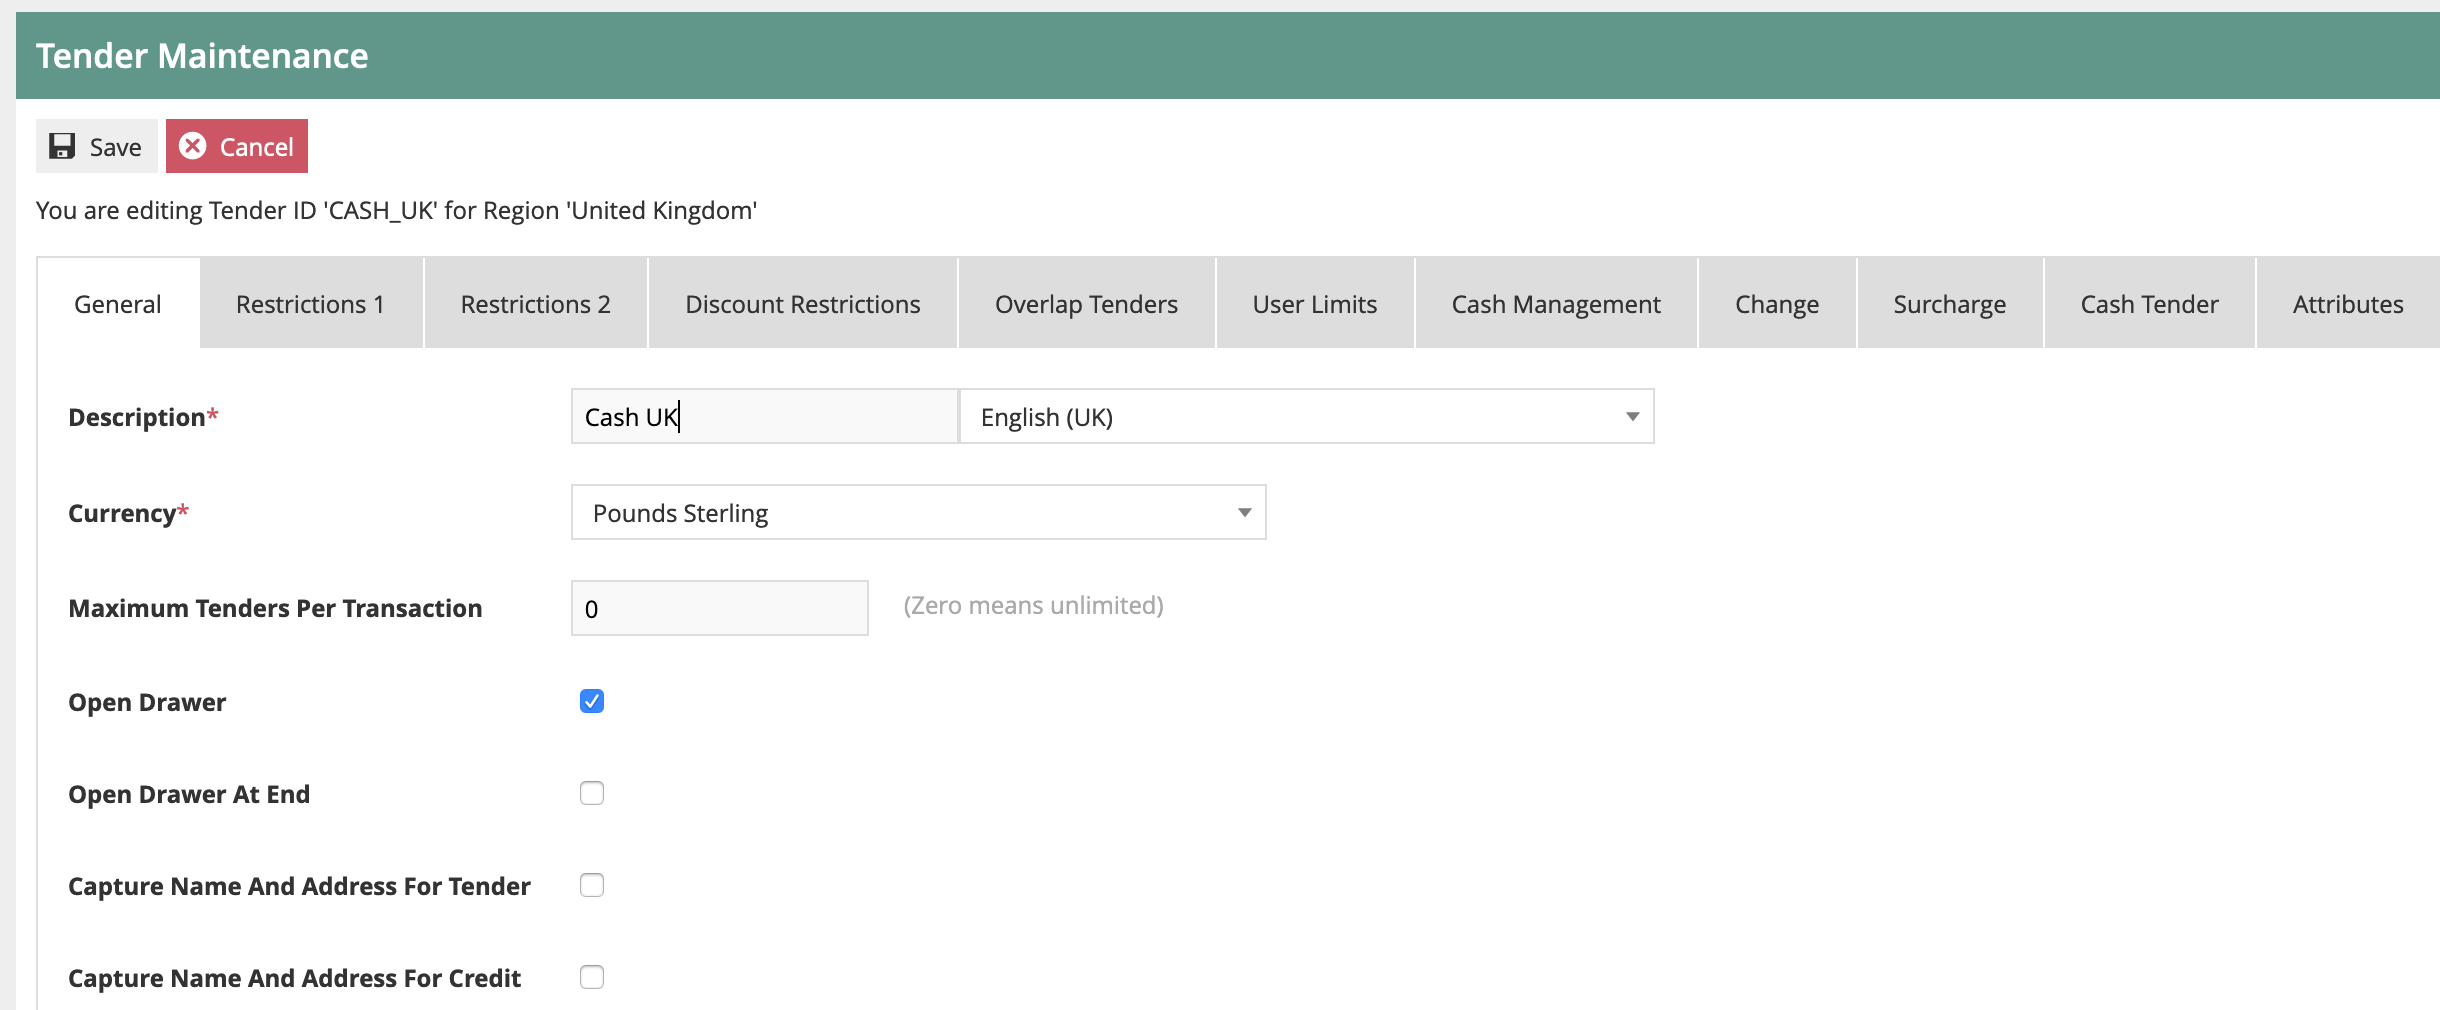 Tender Maintenance
Save Cancel
You are editing Tender ID 'CASH_UK' for Region 'United Kingdom'
General Restrictions 1 Restrictions 2 Discount Restrictions Overlap Tenders User Limits Cash Management Change Surcharge Cash Tender Attributes
Description* Cash UK English (UK)
Currency* Pounds Sterling
Maximum Tenders Per Transaction 0 (Zero means unlimited)
Open Drawer
Open Drawer At End
Capture Name And Address For Tender
Capture Name And Address For Credit